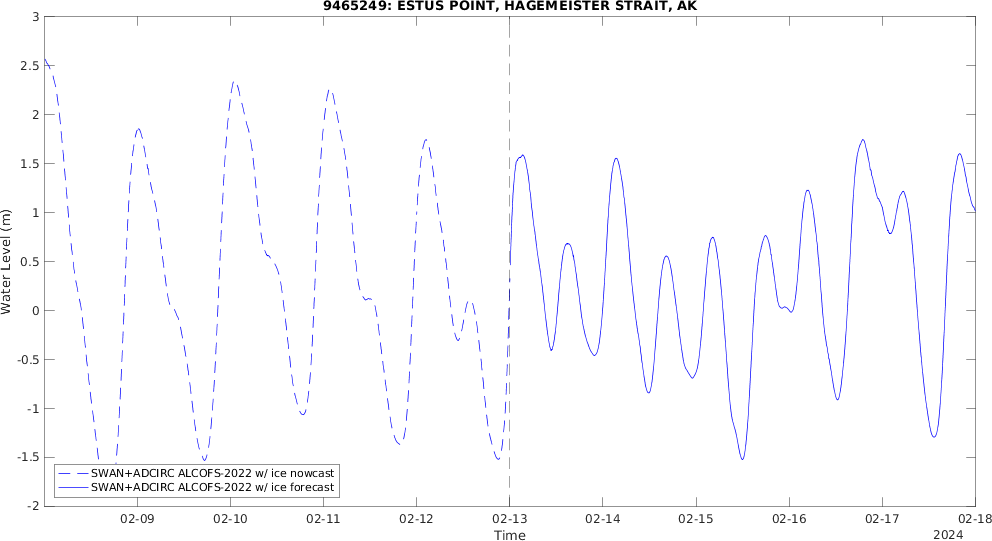 9465249: ESTUS POINT, HAGEMEISTER STRAIT, AK
3
2.5
2
1.5
1
0.5
0
-0.5
-1
-1.5
-2
Water Level (m)
SWAN+ADCIRC ALCOFS-2022 w/ ice nowcast
SWAN+ADCIRC ALCOFS-2022 w/ ice forecast
02-09 02-10 02-11 02-12 02-13 02-14 02-15 02-16 02-17 02-18
Time
2024